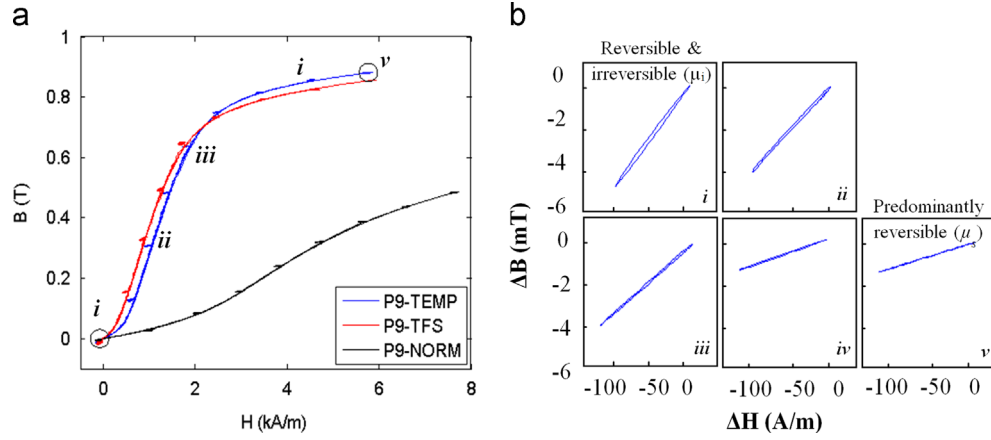 a
b
1
0.8
0.6
0.4
0.2
0
B (T)
i
v
iii
ii
i
P9-TEMP
P9-TFS
P9-NORM
0 2 4 6 8
H (kA/m)
Reversible &
irreversible (μi)
0
-2
-4
-6
i
ii
Predominantly
reversible (μs)
0
-2
-4
-6
ΔB (mT)
iii
iv
v
-100 -50 0
-100 -50 0
-100 -50 0
ΔH (A/m)